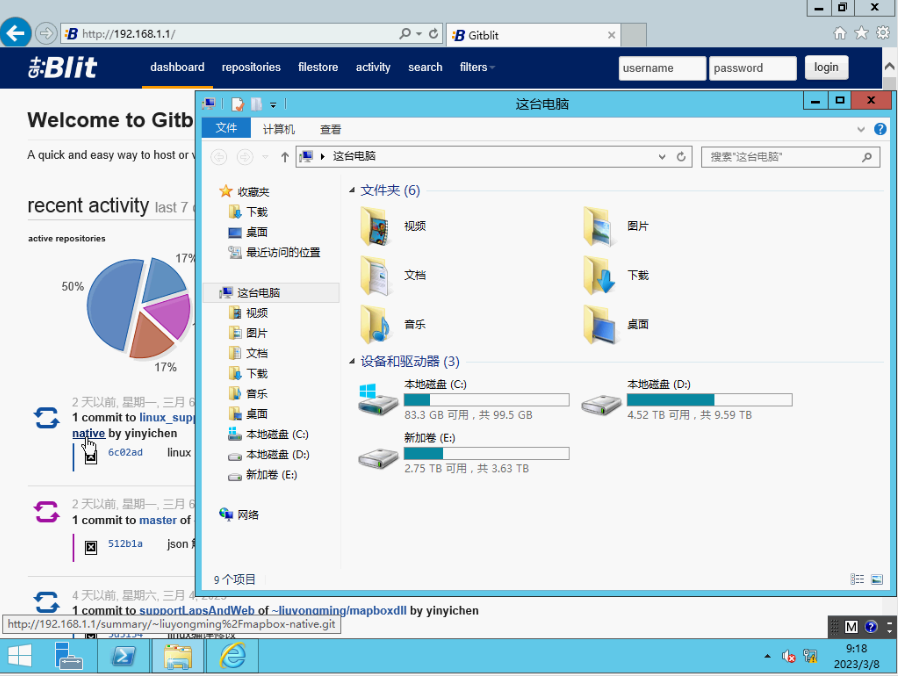 http://192.168.1.1/
Gitblit
Blit
dashboard repositories filestore activity search filters username password login
Welcome to Gitb
A quick and easy way to host or v
recent activity last 7 d
active repositories
17%
50%
17%
2 天以前, 星期一, 三月 6
1 commit to linux_supp
native by yinyichen
6c02ad linux
2 天以前, 星期一, 三月 6
1 commit to master of
512b1a json
4 天以前, 星期六, 三月 4, 2023
1 commit to supportLapsAndWeb of ~liuyongming/mapboxdll by yinyichen
http://192.168.1.1/summary/~liuyongming%2Fmapbox-native.git
这台电脑
文件 计算机 查看
这台电脑
搜索"这台电脑"
收藏夹
下载
桌面
最近访问的位置
这台电脑
视频
图片
文档
下载
音乐
桌面
本地磁盘 (C:)
本地磁盘 (D:)
新加卷 (E:)
网络
文件夹 (6)
视频
图片
文档
下载
音乐
桌面
设备和驱动器 (3)
本地磁盘 (C:)
83.3 GB 可用 , 共 99.5 GB
本地磁盘 (D:)
4.52 TB 可用 , 共 9.59 TB
新加卷 (E:)
2.75 TB 可用 , 共 3.63 TB
9 个项目
M
9:18
2023/3/8